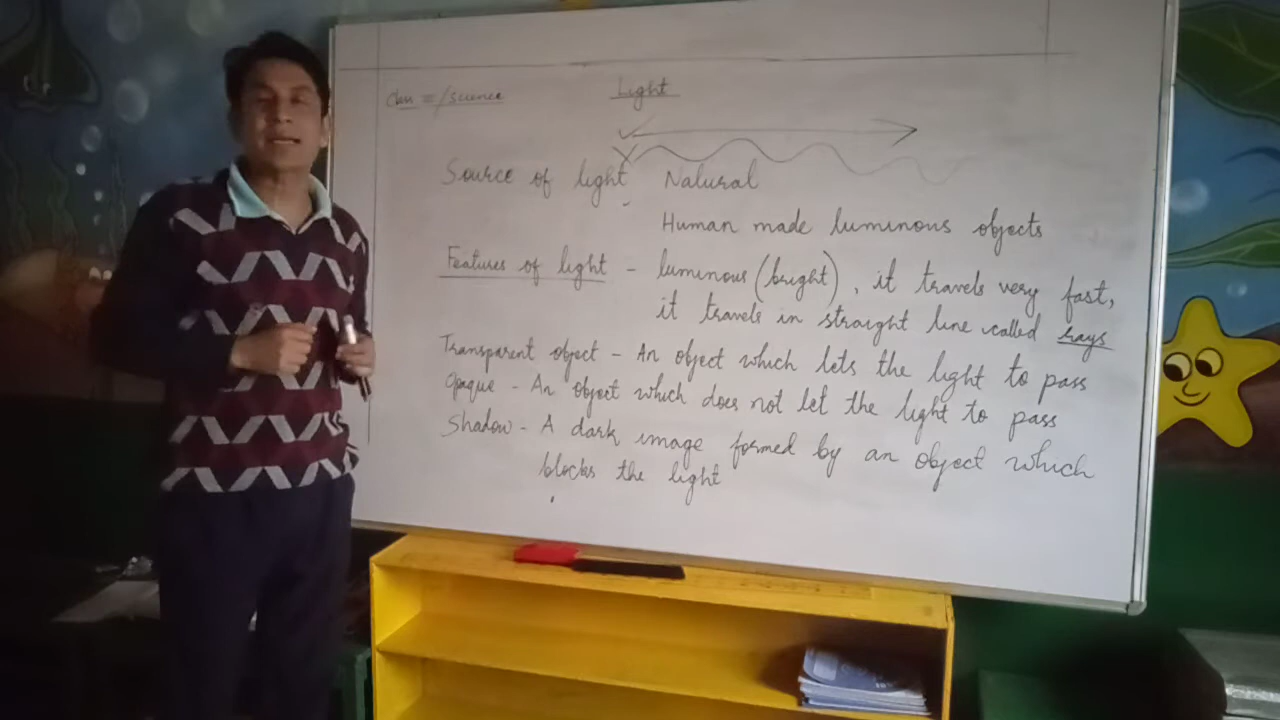 Class = / Science
Light
Source of light, Natural
Human made luminous objects
Features of light - luminous (bright), it travels very fast,
it travels in straight line called rays
Transparent object - An object which lets the light to pass
Opaque - An object which does not let the light to pass
Shadow - A dark image formed by an object which
blocks the light